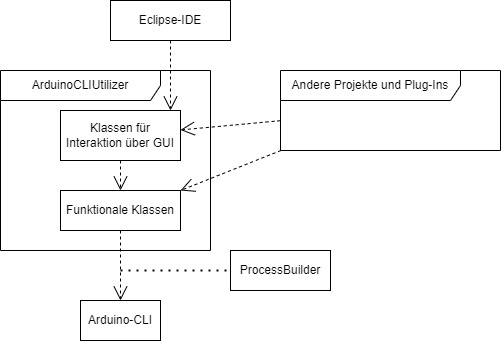 Eclipse-IDE
ArduinoCLIUtilizer
Andere Projekte und Plug-Ins
Klassen für
Interaktion über GUI
Funktionale Klassen
ProcessBuilder
Arduino-CLI